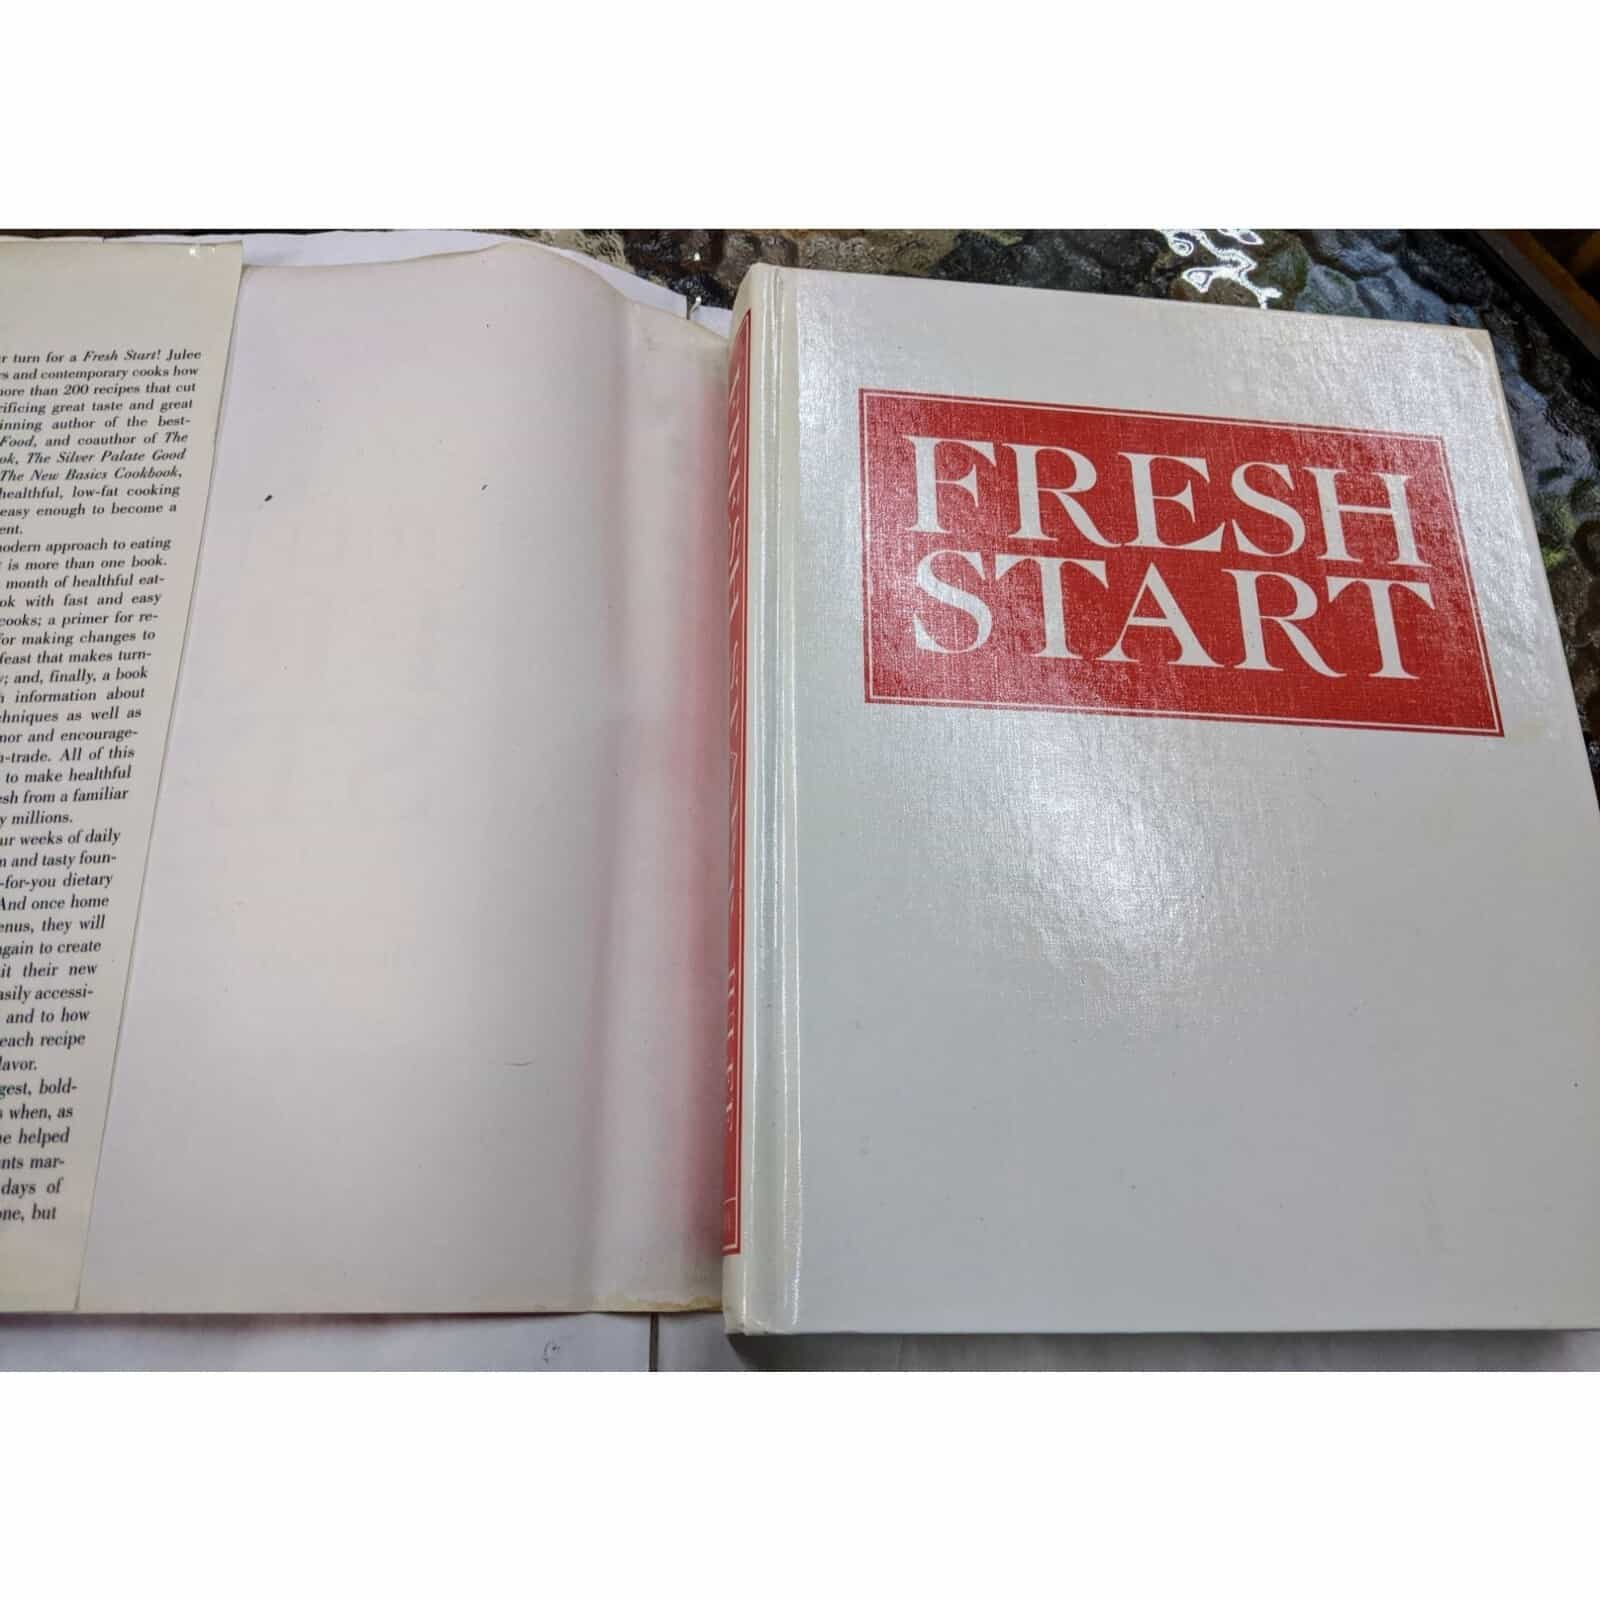 r turn for a Fresh Start! Julee
rs and contemporary cooks how
more than 200 recipes that cut
rificing great taste and great
inning author of the best-
Food, and coauthor of The
ok, The Silver Palate Good
The New Basics Cookbook,
healthful, low-fat cooking
easy enough to become a
ent.
modern approach to eating
is more than one book.
month of healthful eat-
ok with fast and easy
cooks; a primer for re-
for making changes to
feast that makes turn-
y; and, finally, a book
h information about
chniques as well as
mor and encourage-
n-trade. All of this
to make healthful
esh from a familiar
y millions.
ur weeks of daily
n and tasty foun-
-for-you dietary
And once home
enus, they will
again to create
it their new
asily accessi-
and to how
each recipe
lavor.
gest, bold-
s when, as
ne helped
nts mar-
days of
one, but
FRESH
START